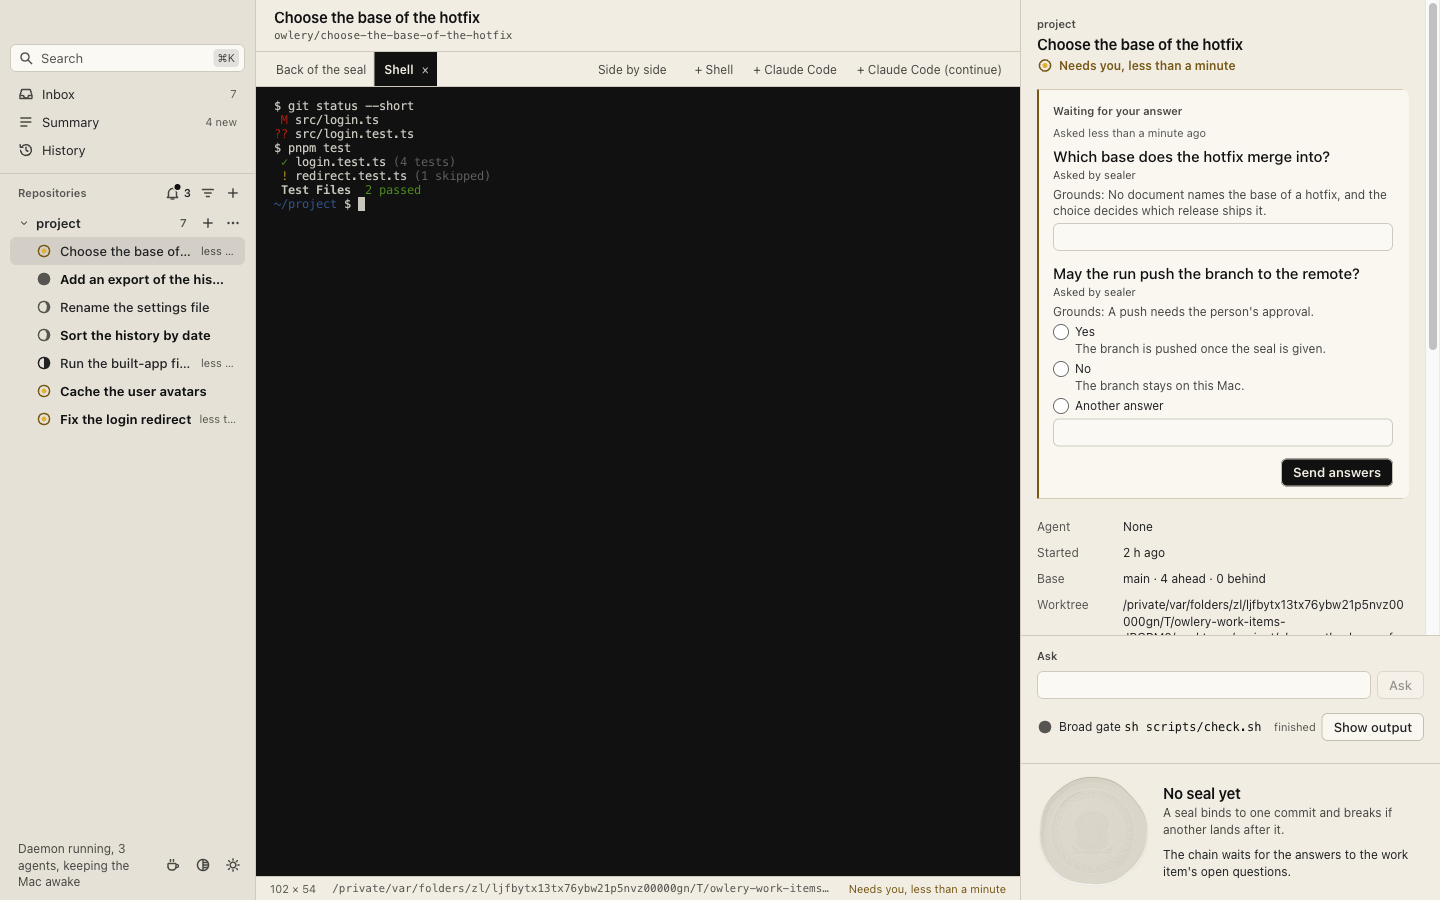 Search ⌘K
Inbox 7
Summary 4 new
History
Repositories 3
project 7
Choose the base of... less ...
Add an export of the his...
Rename the settings file
Sort the history by date
Run the built-app fi... less ...
Cache the user avatars
Fix the login redirect less t...
Daemon running, 3
agents, keeping the
Mac awake
Choose the base of the hotfix
owlery/choose-the-base-of-the-hotfix
Back of the seal Shell × Side by side + Shell + Claude Code + Claude Code (continue)
$ git status --short
M src/login.ts
?? src/login.test.ts
$ pnpm test
✓ login.test.ts (4 tests)
! redirect.test.ts (1 skipped)
Test Files 2 passed
~/project $
102 × 54 /private/var/folders/zl/ljfbytx13tx76ybw21p5nvz00000gn/T/owlery-work-items… Needs you, less than a minute
project
Choose the base of the hotfix
Needs you, less than a minute
Waiting for your answer
Asked less than a minute ago
Which base does the hotfix merge into?
Asked by sealer
Grounds: No document names the base of a hotfix, and the
choice decides which release ships it.
May the run push the branch to the remote?
Asked by sealer
Grounds: A push needs the person's approval.
Yes
The branch is pushed once the seal is given.
No
The branch stays on this Mac.
Another answer
Send answers
Agent None
Started 2 h ago
Base main · 4 ahead · 0 behind
Worktree /private/var/folders/zl/ljfbytx13tx76ybw21p5nvz00
000gn/T/owlery-work-items-
Ask
Ask
Broad gate sh scripts/check.sh finished Show output
No seal yet
A seal binds to one commit and breaks if
another lands after it.
The chain waits for the answers to the work
item's open questions.